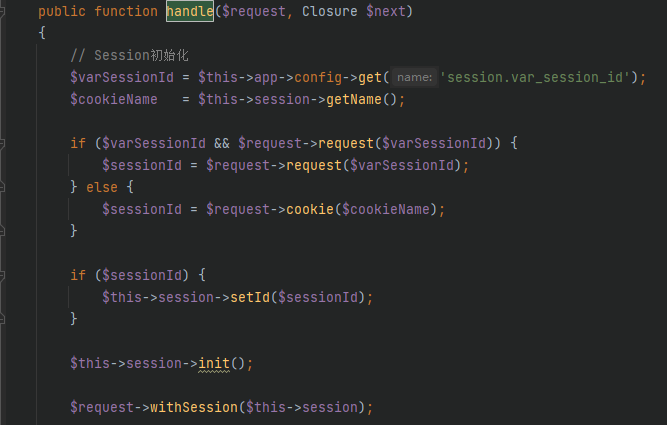 public function handle($request, Closure $next)
{
// Session初始化
$varSessionId = $this->app->config->get( name: 'session.var_session_id');
$cookieName   = $this->session->getName();
if ($varSessionId && $request->request($varSessionId)) {
$sessionId = $request->request($varSessionId);
} else {
$sessionId = $request->cookie($cookieName);
}
if ($sessionId) {
$this->session->setId($sessionId);
}
$this->session->init();
$request->withSession($this->session);